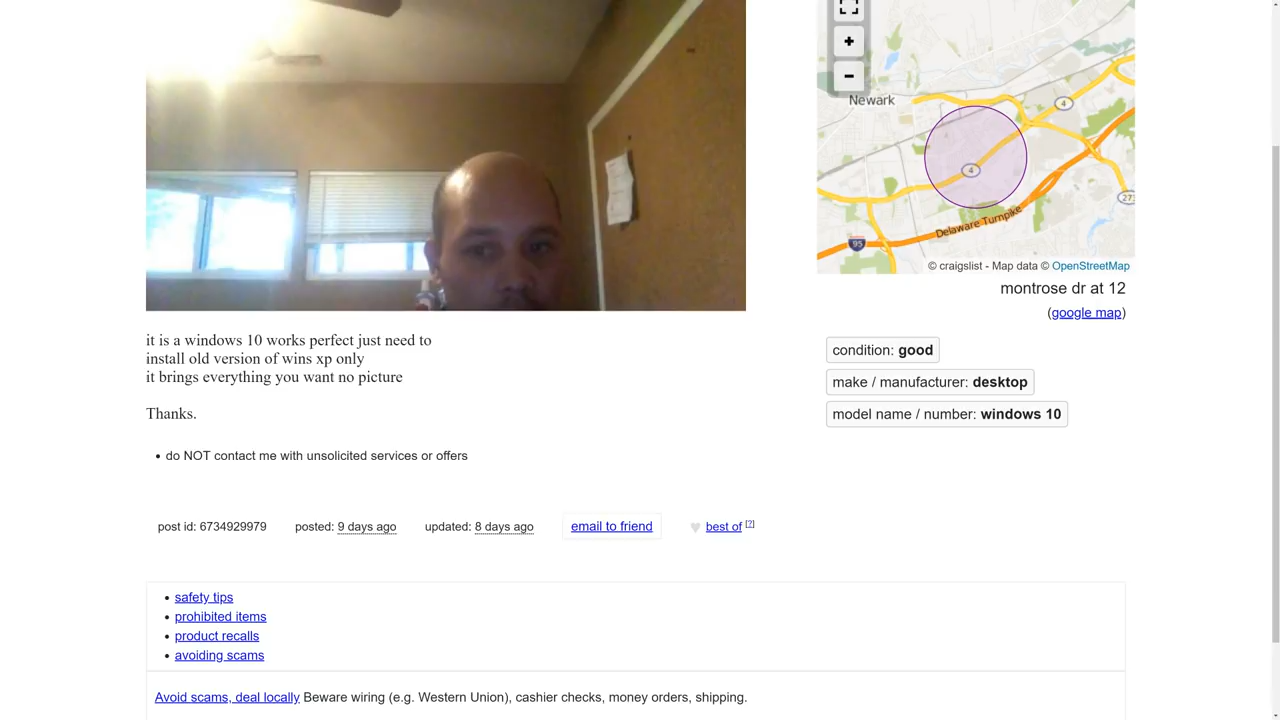 +
−
Newark
4
4
95
Delaware Turnpike
© craigslist - Map data © OpenStreetMap
montrose dr at 12
(google map)
it is a windows 10 works perfect just need to
install old version of wins xp only
it brings everything you want no picture
Thanks.
condition: good
make / manufacturer: desktop
model name / number: windows 10
• do NOT contact me with unsolicited services or offers
post id: 6734929979 posted: 9 days ago updated: 8 days ago email to friend ♥ best of [?]
• safety tips
• prohibited items
• product recalls
• avoiding scams
Avoid scams, deal locally Beware wiring (e.g. Western Union), cashier checks, money orders, shipping.